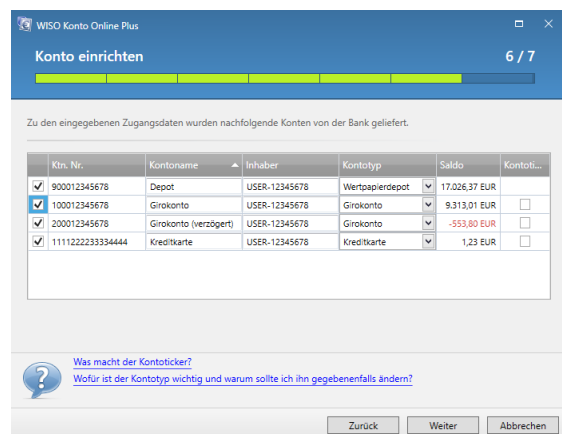 WISO Konto Online Plus
Konto einrichten 6 / 7
Zu den eingegebenen Zugangsdaten wurden nachfolgende Konten von der Bank geliefert.
Ktn. Nr. Kontoname Inhaber Kontotyp Saldo Kontoti...
900012345678 Depot USER-12345678 Wertpapierdepot 17.026,37 EUR
100012345678 Girokonto USER-12345678 Girokonto 9.313,01 EUR
200012345678 Girokonto (verzögert) USER-12345678 Girokonto -553,80 EUR
1111222233334444 Kreditkarte USER-12345678 Kreditkarte 1,23 EUR
Was macht der Kontoticker?
Wofür ist der Kontotyp wichtig und warum sollte ich ihn gegebenenfalls ändern?
Zurück Weiter Abbrechen